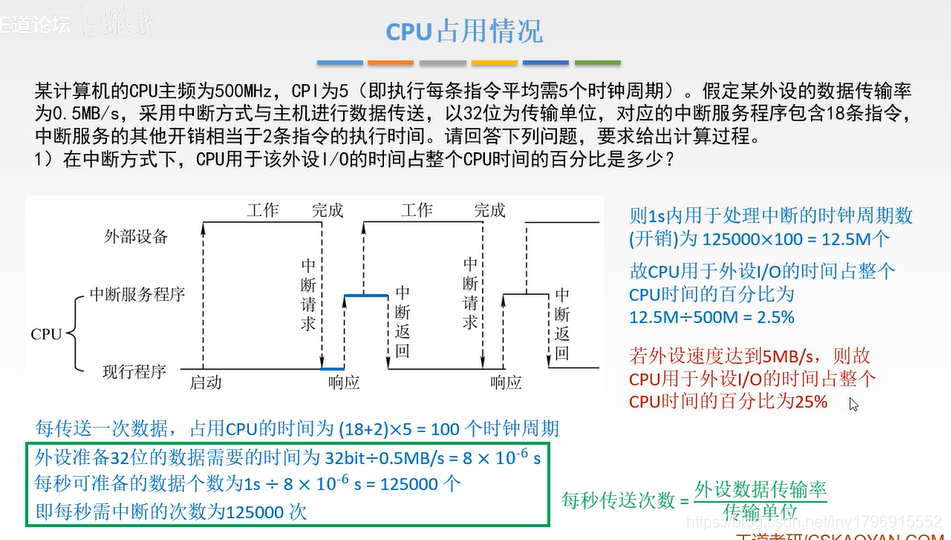 王道论坛
CPU占用情况
某计算机的CPU主频为500MHz，CPI为5（即执行每条指令平均需5个时钟周期）。假定某外设的数据传输率
为0.5MB/s，采用中断方式与主机进行数据传送，以32位为传输单位，对应的中断服务程序包含18条指令，
中断服务的其他开销相当于2条指令的执行时间。请回答下列问题，要求给出计算过程。
1）在中断方式下，CPU用于该外设I/O的时间占整个CPU时间的百分比是多少？
工作 完成 工作 完成
外部设备
中断请求
中断请求
中断服务程序
中断返回
中断返回
CPU
现行程序
启动 响应 响应
则1s内用于处理中断的时钟周期数
(开销)为 125000×100 = 12.5M个
故CPU用于外设I/O的时间占整个
CPU时间的百分比为
12.5M÷500M = 2.5%
若外设速度达到5MB/s，则故
CPU用于外设I/O的时间占整个
CPU时间的百分比为25%
每传送一次数据，占用CPU的时间为 (18+2)×5 = 100 个时钟周期
外设准备32位的数据需要的时间为 32bit÷0.5MB/s = 8 × 10⁻⁶ s
每秒可准备的数据个数为1s ÷ 8 × 10⁻⁶ s = 125000 个
即每秒需中断的次数为125000 次
每秒传送次数 = 外设数据传输率
传输单位
https://blog.csdn.net/inv1796915552
王道考研/CSKAOYAN.COM